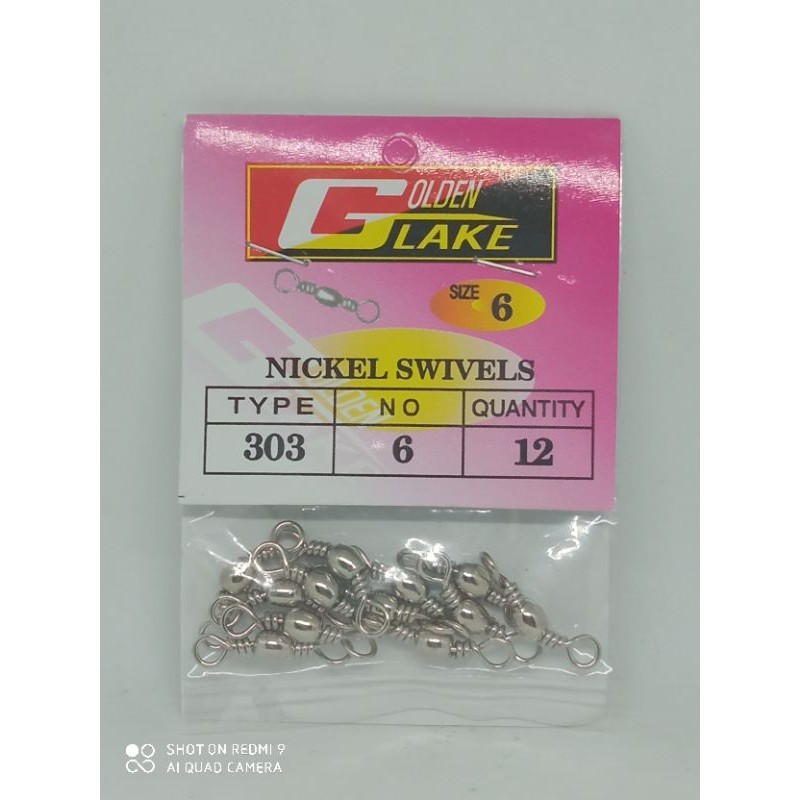 GOLDEN
LAKE
SIZE 6
NICKEL SWIVELS
TYPE NO QUANTITY
303 6 12
SHOT ON REDMI 9
AI QUAD CAMERA